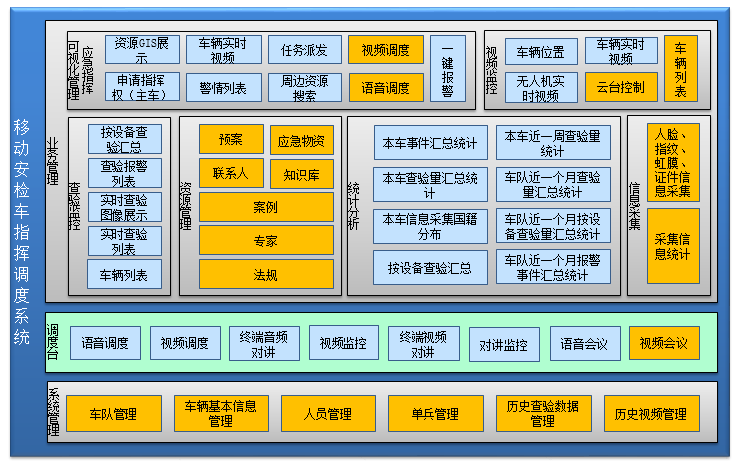 移动安检车指挥调度系统
业务管理
可视化管理
应急指挥
资源GIS展
示
车辆实时
视频
任务派发
视频调度
一键报警
申请指挥
权（主车）
警情列表
周边资源
搜索
语音调度
视频监控
车辆位置
车辆实时
视频
车辆列表
无人机实
时视频
云台控制
查验监控
按设备查
验汇总
查验报警
列表
实时查验
图像展示
实时查验
列表
车辆列表
资源管理
预案
应急物资
联系人
知识库
案例
专家
法规
统计分析
本车事件汇总统计
本车近一周查验量
统计
本车查验量汇总统
计
车队近一个月查验
量汇总统计
本车信息采集国籍
分布
车队近一个月按设
备查验量汇总统计
按设备查验汇总
车队近一个月报警
事件汇总统计
信息采集
人脸、
指纹、
虹膜、
证件信
息采集
采集信
息统计
调度台
语音调度
视频调度
终端音频
对讲
视频监控
终端视频
对讲
对讲监控
语音会议
视频会议
系统管理
车队管理
车辆基本信息
管理
人员管理
单兵管理
历史查验数据
管理
历史视频管理